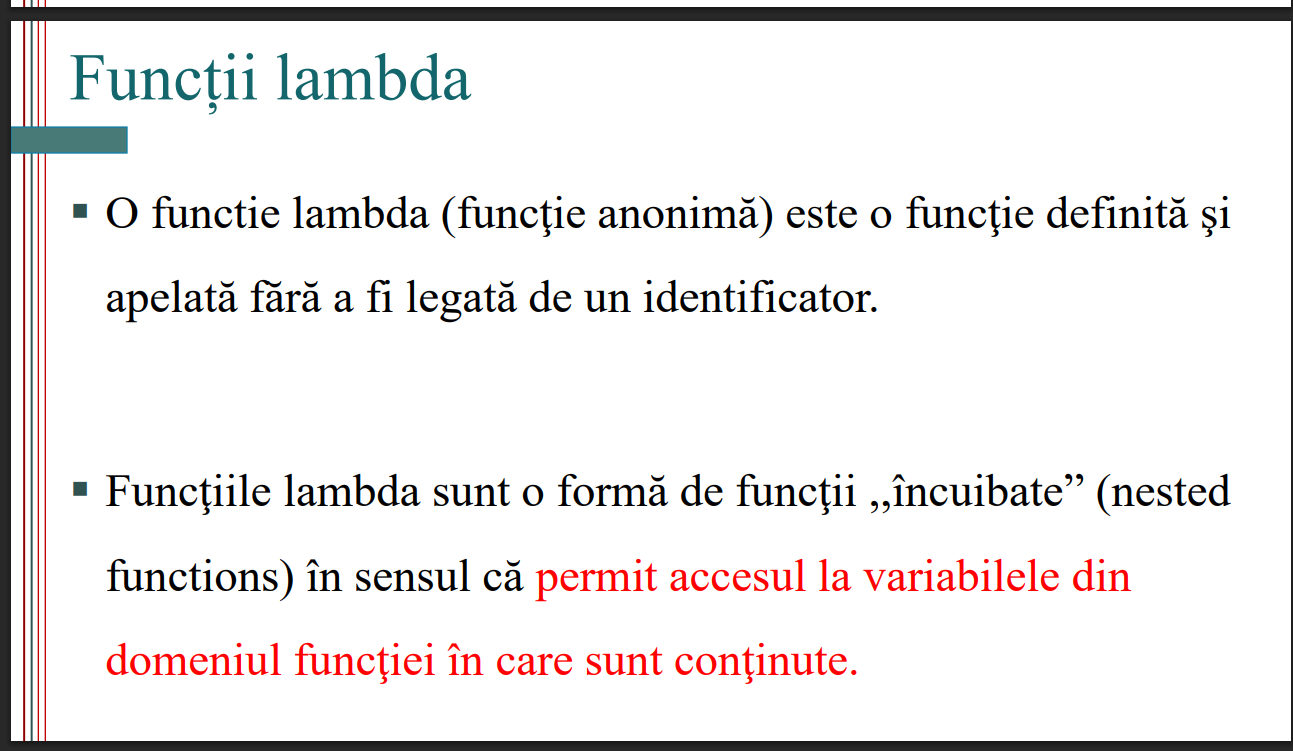 Funcții lambda
▪ O functie lambda (funcţie anonimă) este o funcţie definită şi
apelată fără a fi legată de un identificator.
▪ Funcţiile lambda sunt o formă de funcţii ,,încuibate” (nested
functions) în sensul că permit accesul la variabilele din
domeniul funcţiei în care sunt conţinute.